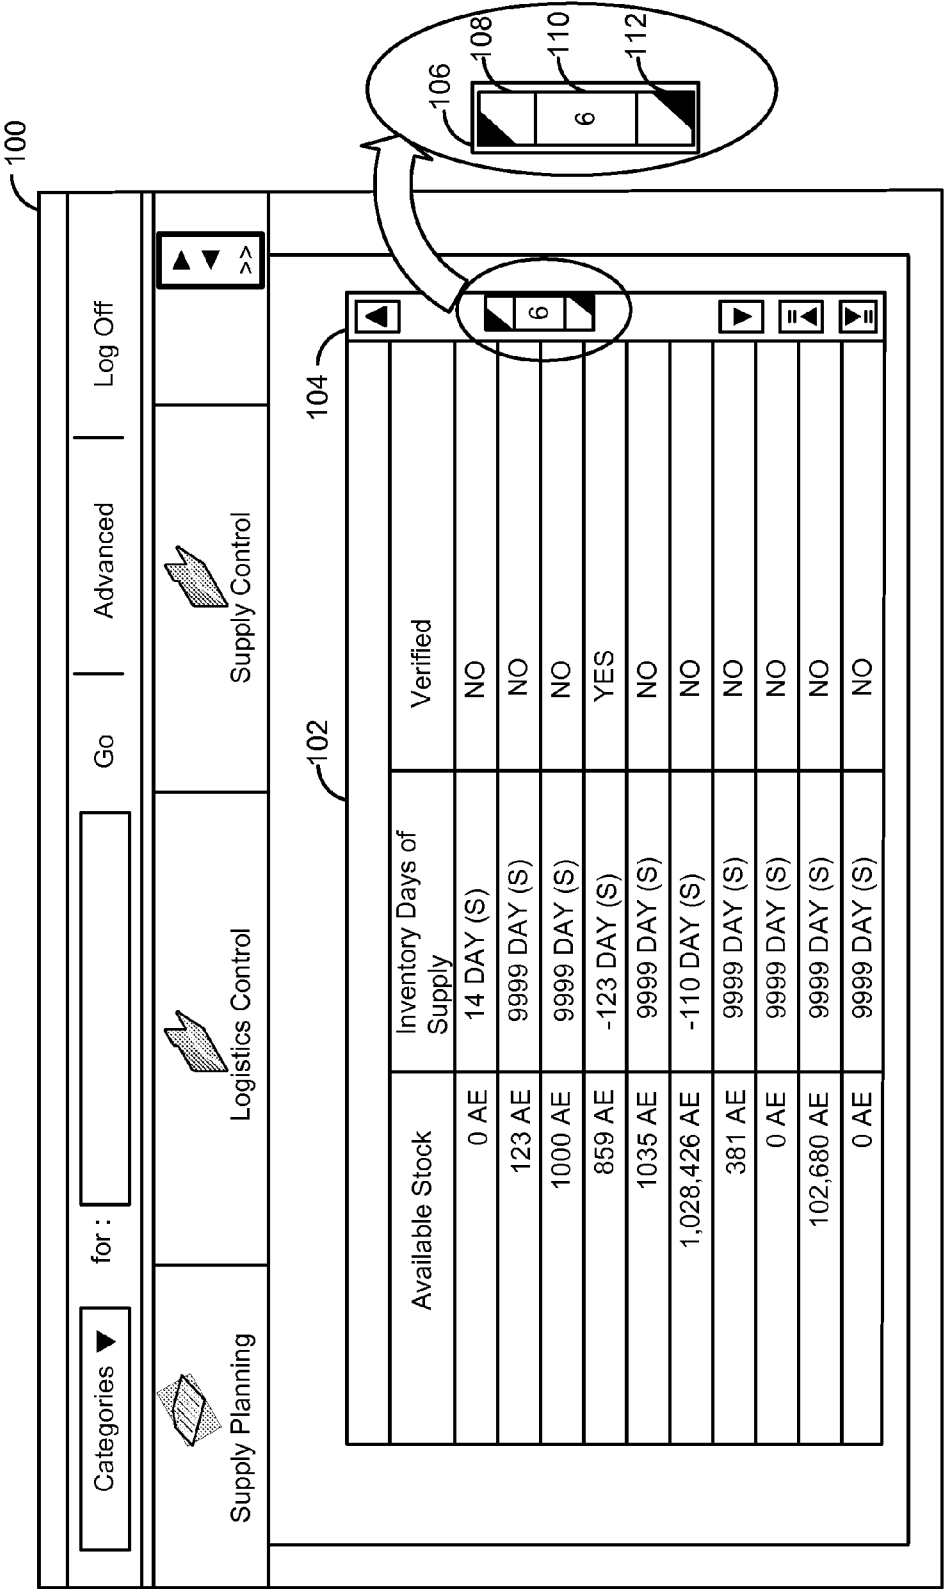 100
Categories ▼ for : Go Advanced Log Off
Supply Planning Logistics Control Supply Control >>
102
104
Available Stock Inventory Days of Supply Verified
0 AE 14 DAY (S) NO
123 AE 9999 DAY (S) NO
1000 AE 9999 DAY (S) NO
859 AE -123 DAY (S) YES
1035 AE 9999 DAY (S) NO
1,028,426 AE -110 DAY (S) NO
381 AE 9999 DAY (S) NO
0 AE 9999 DAY (S) NO
102,680 AE 9999 DAY (S) NO
0 AE 9999 DAY (S) NO
6
106
108
6
110
112